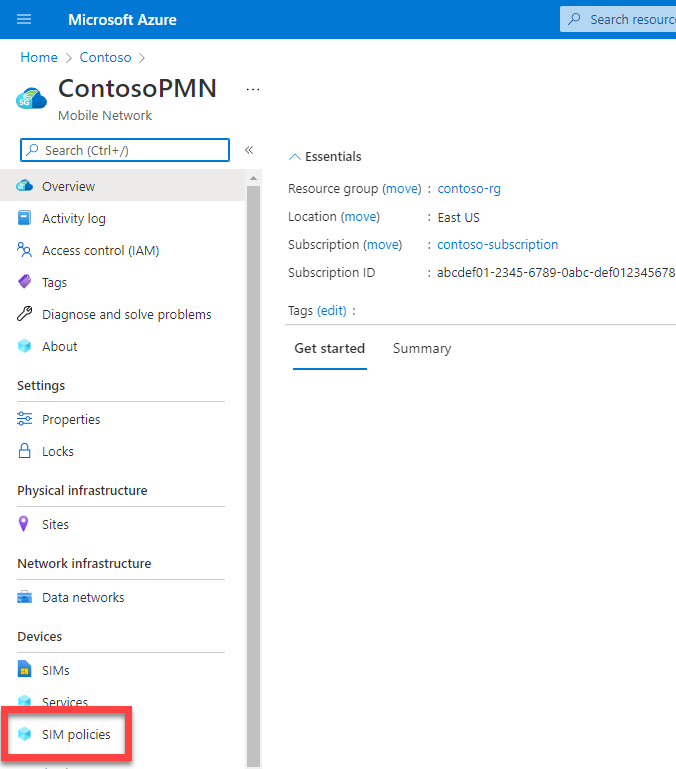 Microsoft Azure
Search resourc
Home > Contoso >
5G
ContosoPMN ...
Mobile Network
Search (Ctrl+/) «
Overview
Activity log
Access control (IAM)
Tags
Diagnose and solve problems
About
Settings
Properties
Locks
Physical infrastructure
Sites
Network infrastructure
Data networks
Devices
SIMs
Services
SIM policies
Essentials
Resource group (move) : contoso-rg
Location (move) : East US
Subscription (move) : contoso-subscription
Subscription ID : abcdef01-2345-6789-0abc-def012345678
Tags (edit) :
Get started Summary